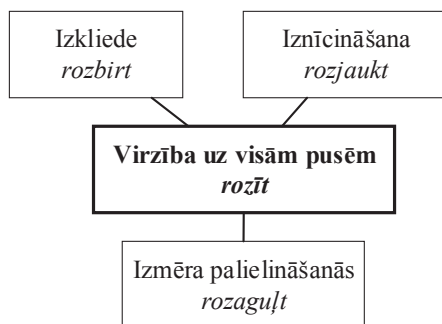 Izkliede
rozbirt
Iznīcināšana
rozjaukt
Virzība uz visām pusēm
rozīt
Izmēra palielināšanās
rozaguļt